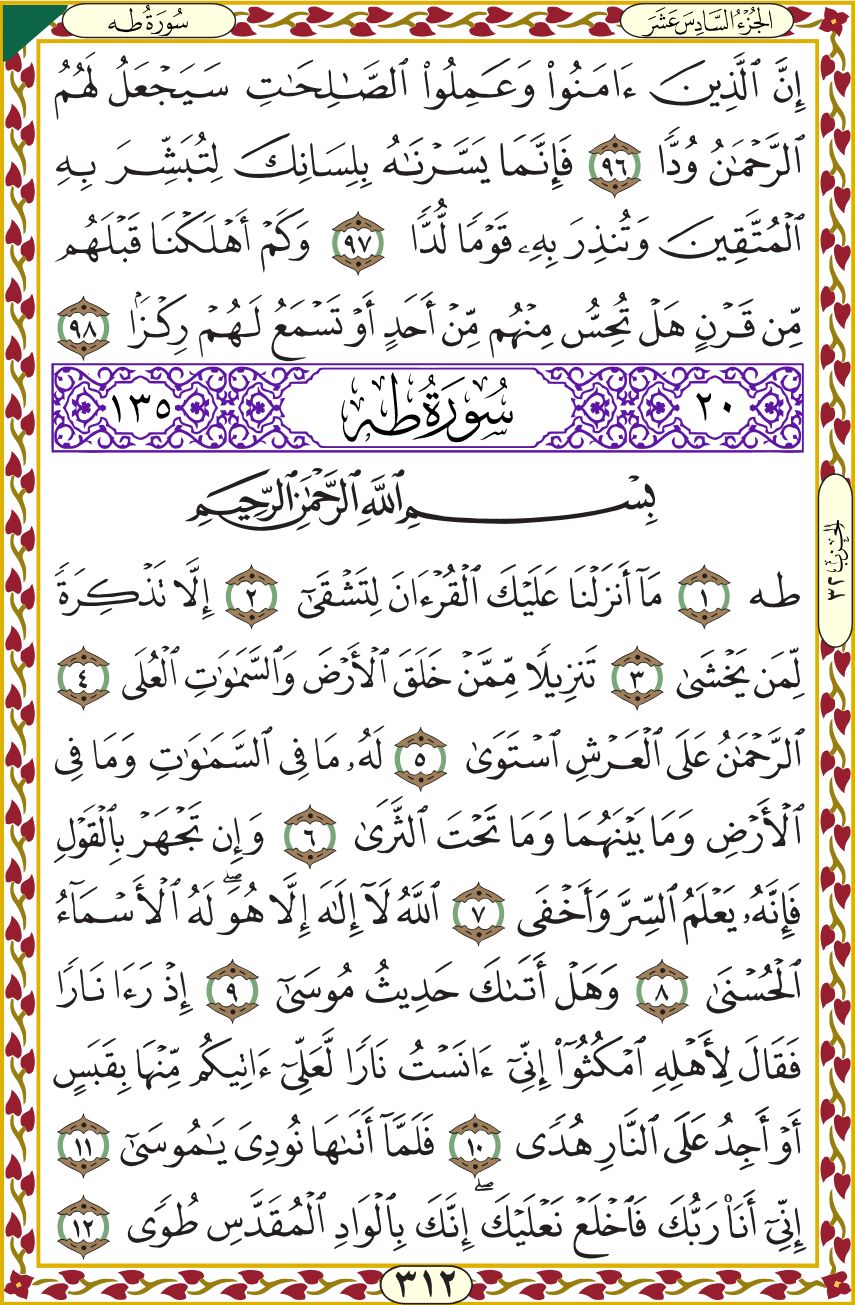 الجُزْءُ السَّادِسَ عَشَرَ
سُورَةُ طه
إِنَّ ٱلَّذِينَ ءَامَنُوا۟ وَعَمِلُوا۟ ٱلصَّـٰلِحَـٰتِ سَيَجْعَلُ لَهُمُ
ٱلرَّحْمَـٰنُ وُدًّا ٩٦ فَإِنَّمَا يَسَّرْنَـٰهُ بِلِسَانِكَ لِتُبَشِّرَ بِهِ
ٱلْمُتَّقِينَ وَتُنذِرَ بِهِۦ قَوْمًا لُّدًّا ٩٧ وَكَمْ أَهْلَكْنَا قَبْلَهُم
مِّن قَرْنٍ هَلْ تُحِسُّ مِنْهُم مِّنْ أَحَدٍ أَوْ تَسْمَعُ لَهُمْ رِكْزًۢا ٩٨
٢٠ سُورَةُ طه ١٣٥
بِسْمِ ٱللَّهِ ٱلرَّحْمَـٰنِ ٱلرَّحِيمِ
طه ١ مَآ أَنزَلْنَا عَلَيْكَ ٱلْقُرْءَانَ لِتَشْقَىٰٓ ٢ إِلَّا تَذْكِرَةً
لِّمَن يَخْشَىٰ ٣ تَنزِيلًا مِّمَّنْ خَلَقَ ٱلْأَرْضَ وَٱلسَّمَـٰوَٰتِ ٱلْعُلَى ٤
ٱلرَّحْمَـٰنُ عَلَى ٱلْعَرْشِ ٱسْتَوَىٰ ٥ لَهُۥ مَا فِى ٱلسَّمَـٰوَٰتِ وَمَا فِى
ٱلْأَرْضِ وَمَا بَيْنَهُمَا وَمَا تَحْتَ ٱلثَّرَىٰ ٦ وَإِن تَجْهَرْ بِٱلْقَوْلِ
فَإِنَّهُۥ يَعْلَمُ ٱلسِّرَّ وَأَخْفَى ٧ ٱللَّهُ لَآ إِلَـٰهَ إِلَّا هُوَ ۖ لَهُ ٱلْأَسْمَآءُ
ٱلْحُسْنَىٰ ٨ وَهَلْ أَتَىٰكَ حَدِيثُ مُوسَىٰٓ ٩ إِذْ رَءَا نَارًا
فَقَالَ لِأَهْلِهِ ٱمْكُثُوٓا۟ إِنِّىٓ ءَانَسْتُ نَارًا لَّعَلِّىٓ ءَاتِيكُم مِّنْهَا بِقَبَسٍ
أَوْ أَجِدُ عَلَى ٱلنَّارِ هُدًى ١٠ فَلَمَّآ أَتَىٰهَا نُودِىَ يَـٰمُوسَىٰٓ ١١
إِنِّىٓ أَنَا۠ رَبُّكَ فَٱخْلَعْ نَعْلَيْكَ ۖ إِنَّكَ بِٱلْوَادِ ٱلْمُقَدَّسِ طُوًى ١٢
الحِزْبُ ٣٢
٣١٢